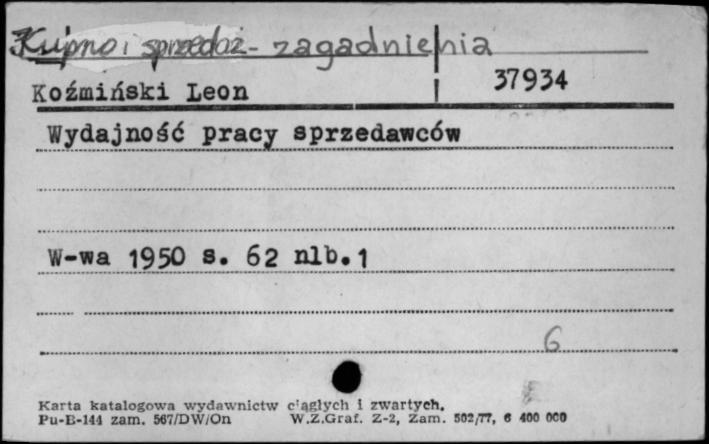 Kupno i sprzedaż - zagadnienia
Koźmiński Leon 37934
Wydajność pracy sprzedawców
W-wa 1950 s. 62 nlb.1
6
Karta katalogowa wydawnictw ciągłych i zwartych.
Pu-B-144 zam. 567/DW/On W.Z.Graf. Z-2, Zam. 502/77, 6 400 000